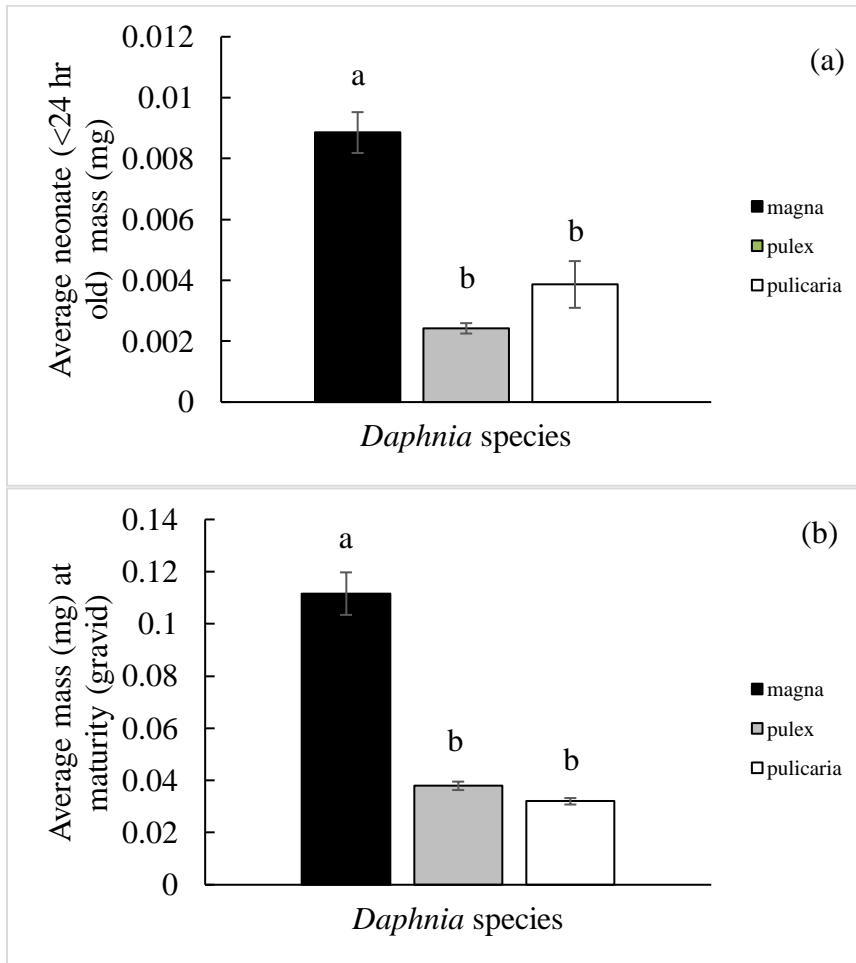 0.012
0.01
0.008
0.006
0.004
0.002
0
Average neonate (<24 hr
old)  mass (mg)
a
b
b
(a)
magna
pulex
pulicaria
Daphnia species
0.14
0.12
0.1
0.08
0.06
0.04
0.02
0
Average mass (mg) at
maturity (gravid)
a
b
b
(b)
magna
pulex
pulicaria
Daphnia species